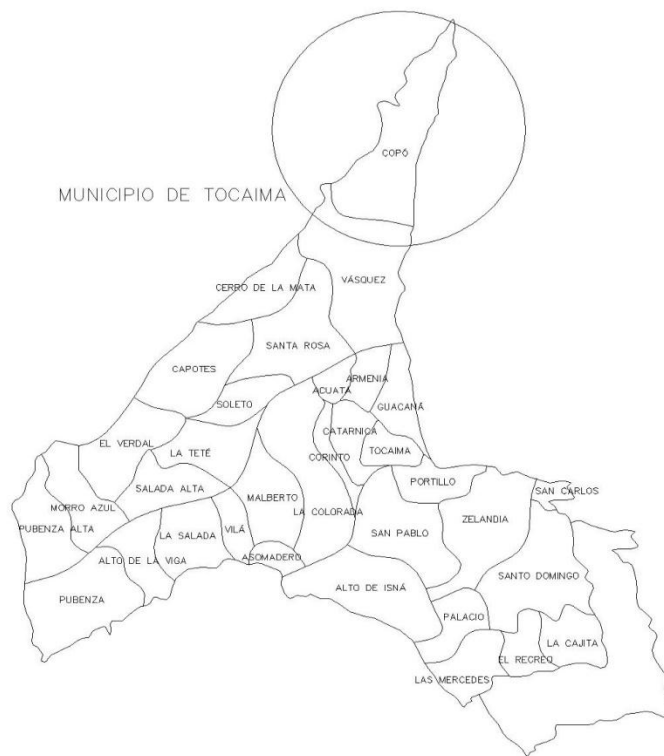 COPÓ
MUNICIPIO DE TOCAIMA
VÁSQUEZ
CERRO DE LA MATA
SANTA ROSA
CAPOTES
ARMENIA
ACUATÁ
SOLETO
GUACANÁ
CATARNICA
EL VERDAL
LA TETÉ
CORINTO
TOCAIMA
PORTILLO
SALADA ALTA
SAN CARLOS
MALBERTO
MORRO AZUL
LA COLORADA
ZELANDIA
PUBENZA ALTA
LA SALADA
VILÁ
SAN PABLO
ASOMADERO
ALTO DE LA VIGA
SANTO DOMINGO
ALTO DE ISNÁ
PUBENZA
PALACIO
LA CAJITA
EL RECREO
LAS MERCEDES